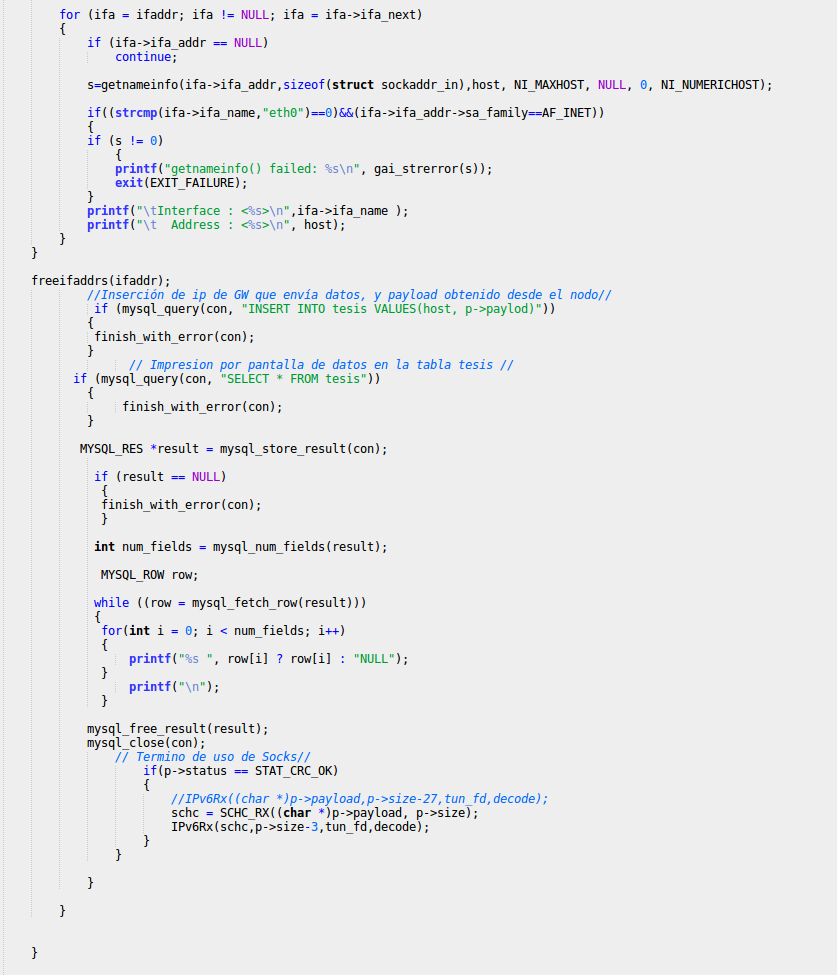 for (ifa = ifaddr; ifa != NULL; ifa = ifa->ifa_next)
{
if (ifa->ifa_addr == NULL)
continue;
s=getnameinfo(ifa->ifa_addr,sizeof(struct sockaddr_in),host, NI_MAXHOST, NULL, 0, NI_NUMERICHOST);
if((strcmp(ifa->ifa_name,"eth0")==0)&&(ifa->ifa_addr->sa_family==AF_INET))
{
if (s != 0)
{
printf("getnameinfo() failed: %s\n", gai_strerror(s));
exit(EXIT_FAILURE);
}
printf("\tInterface : <%s>\n",ifa->ifa_name );
printf("\t  Address : <%s>\n", host);
}
}
freeifaddrs(ifaddr);
//Inserción de ip de GW que envía datos, y payload obtenido desde el nodo//
if (mysql_query(con, "INSERT INTO tesis VALUES(host, p->paylod)"))
{
finish_with_error(con);
}
// Impresion por pantalla de datos en la tabla tesis //
if (mysql_query(con, "SELECT * FROM tesis"))
{
finish_with_error(con);
}
MYSQL_RES *result = mysql_store_result(con);
if (result == NULL)
{
finish_with_error(con);
}
int num_fields = mysql_num_fields(result);
MYSQL_ROW row;
while ((row = mysql_fetch_row(result)))
{
for(int i = 0; i < num_fields; i++)
{
printf("%s ", row[i] ? row[i] : "NULL");
}
printf("\n");
}
mysql_free_result(result);
mysql_close(con);
// Termino de uso de Socks//
if(p->status == STAT_CRC_OK)
{
//IPv6Rx((char *)p->payload,p->size-27,tun_fd,decode);
schc = SCHC_RX((char *)p->payload, p->size);
IPv6Rx(schc,p->size-3,tun_fd,decode);
}
}
}
}
}